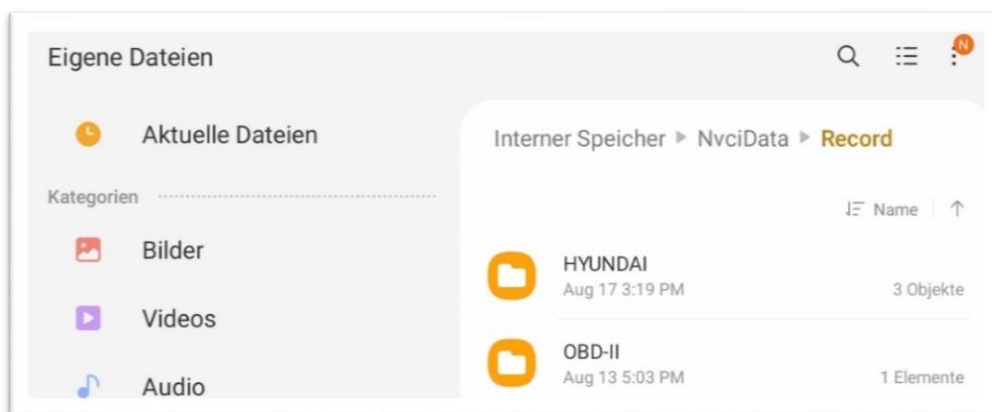 Eigene Dateien
N
Aktuelle Dateien
Kategorien
Bilder
Videos
Audio
Interner Speicher ▶ NvciData ▶ Record
Name
HYUNDAI
Aug 17 3:19 PM
3 Objekte
OBD-II
Aug 13 5:03 PM
1 Elemente